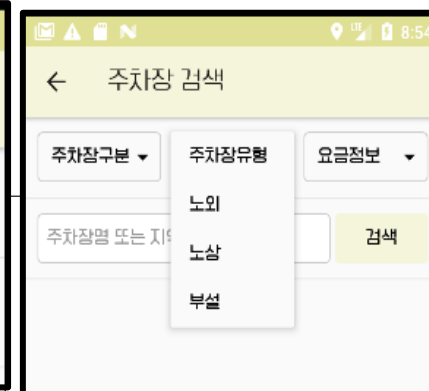 8:54
주차장 검색
주차장구분 주차장유형 요금정보
노외
주차장명 또는 지역 검색
노상
부설